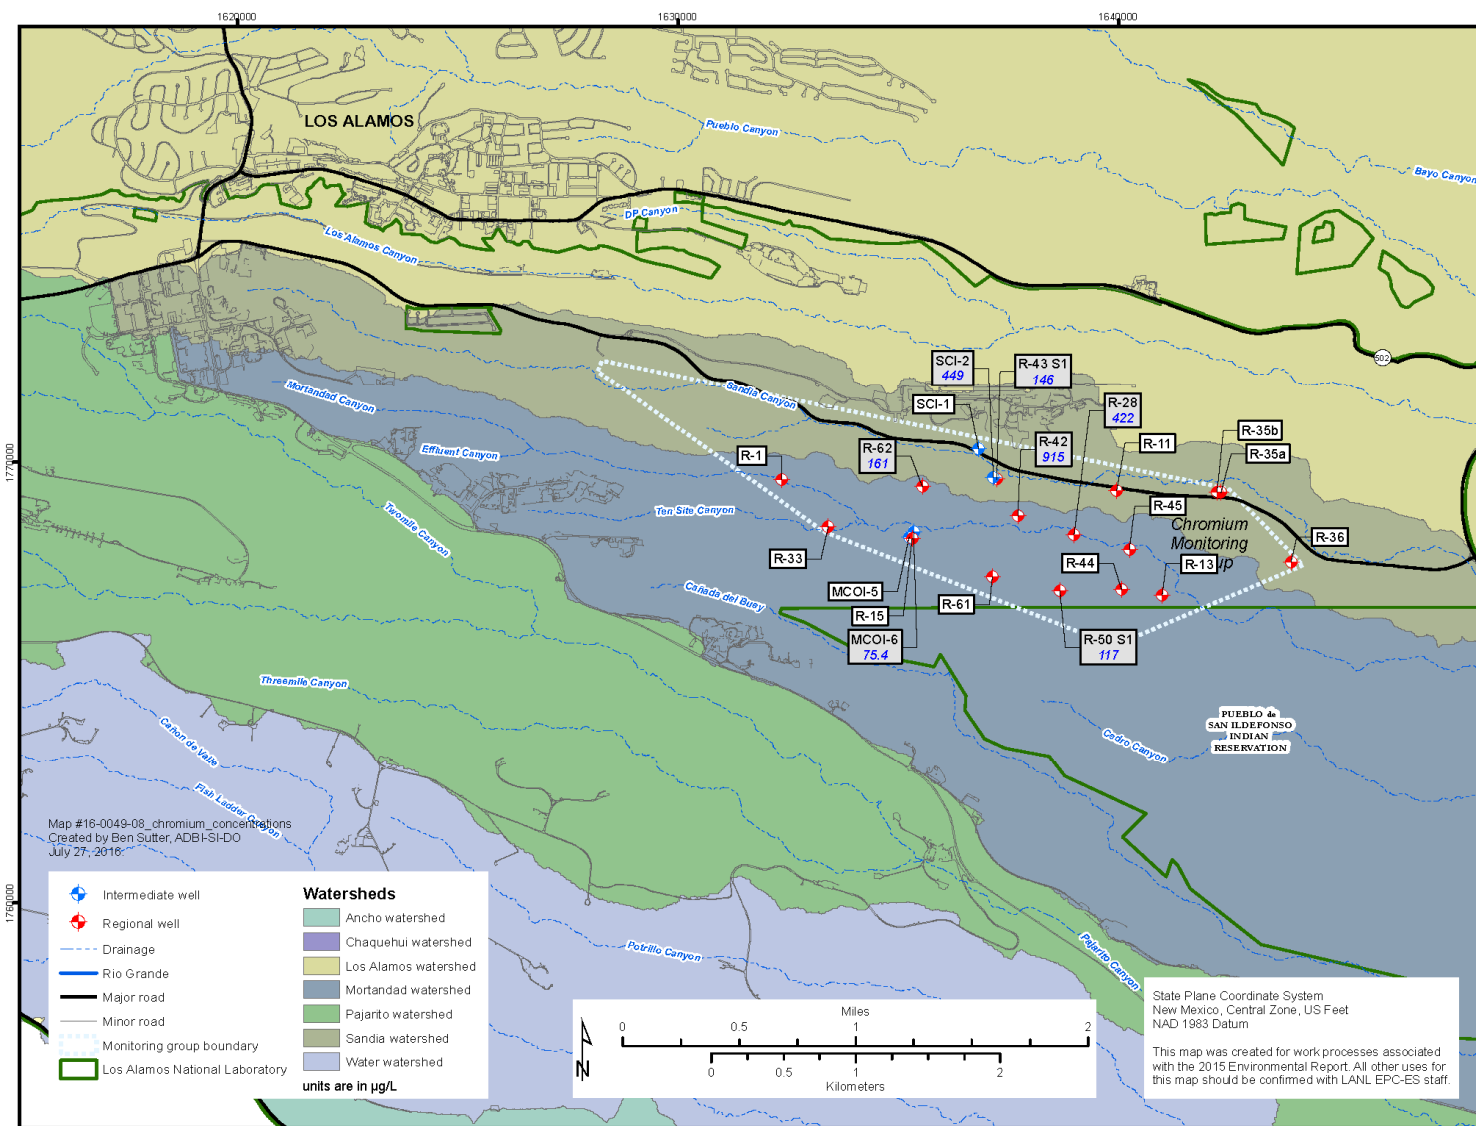 1620000
1630000
1640000
LOS ALAMOS
Pueblo Canyon
Bayo Canyon
DP Canyon
Los Alamos Canyon
502
SCI-2
449
R-43 S1
146
Mortandad Canyon
Sandia Canyon
SCI-1
R-28
422
R-42
915
R-11
R-35b
R-35a
1770000
Effluent Canyon
R-1
R-62
161
R-45
Ten Site Canyon
Twomile Canyon
Chromium
Monitoring
up
R-36
R-33
R-44
R-13
MCOI-5
Cañada del Buey
R-61
R-15
MCOI-6
75.4
R-50 S1
117
Threemile Canyon
Cañon de Valle
PUEBLO de
SAN ILDEFONSO
INDIAN
RESERVATION
Cedro Canyon
Fish Ladder Canyon
Map #16-0049-08_chromium_concentrations
Created by Ben Sutter, ADBI-SI-DO
July 27, 2016
1760000
Potrillo Canyon
Pajarito Canyon
Intermediate well
Regional well
Drainage
Rio Grande
Major road
Minor road
Monitoring group boundary
Los Alamos National Laboratory
Watersheds
Ancho watershed
Chaquehui watershed
Los Alamos watershed
Mortandad watershed
Pajarito watershed
Sandia watershed
Water watershed
units are in µg/L
N
Miles
0 0.5 1 2
0 0.5 1 2
Kilometers
State Plane Coordinate System
New Mexico, Central Zone, US Feet
NAD 1983 Datum
This map was created for work processes associated
with the 2015 Environmental Report. All other uses for
this map should be confirmed with LANL EPC-ES staff.